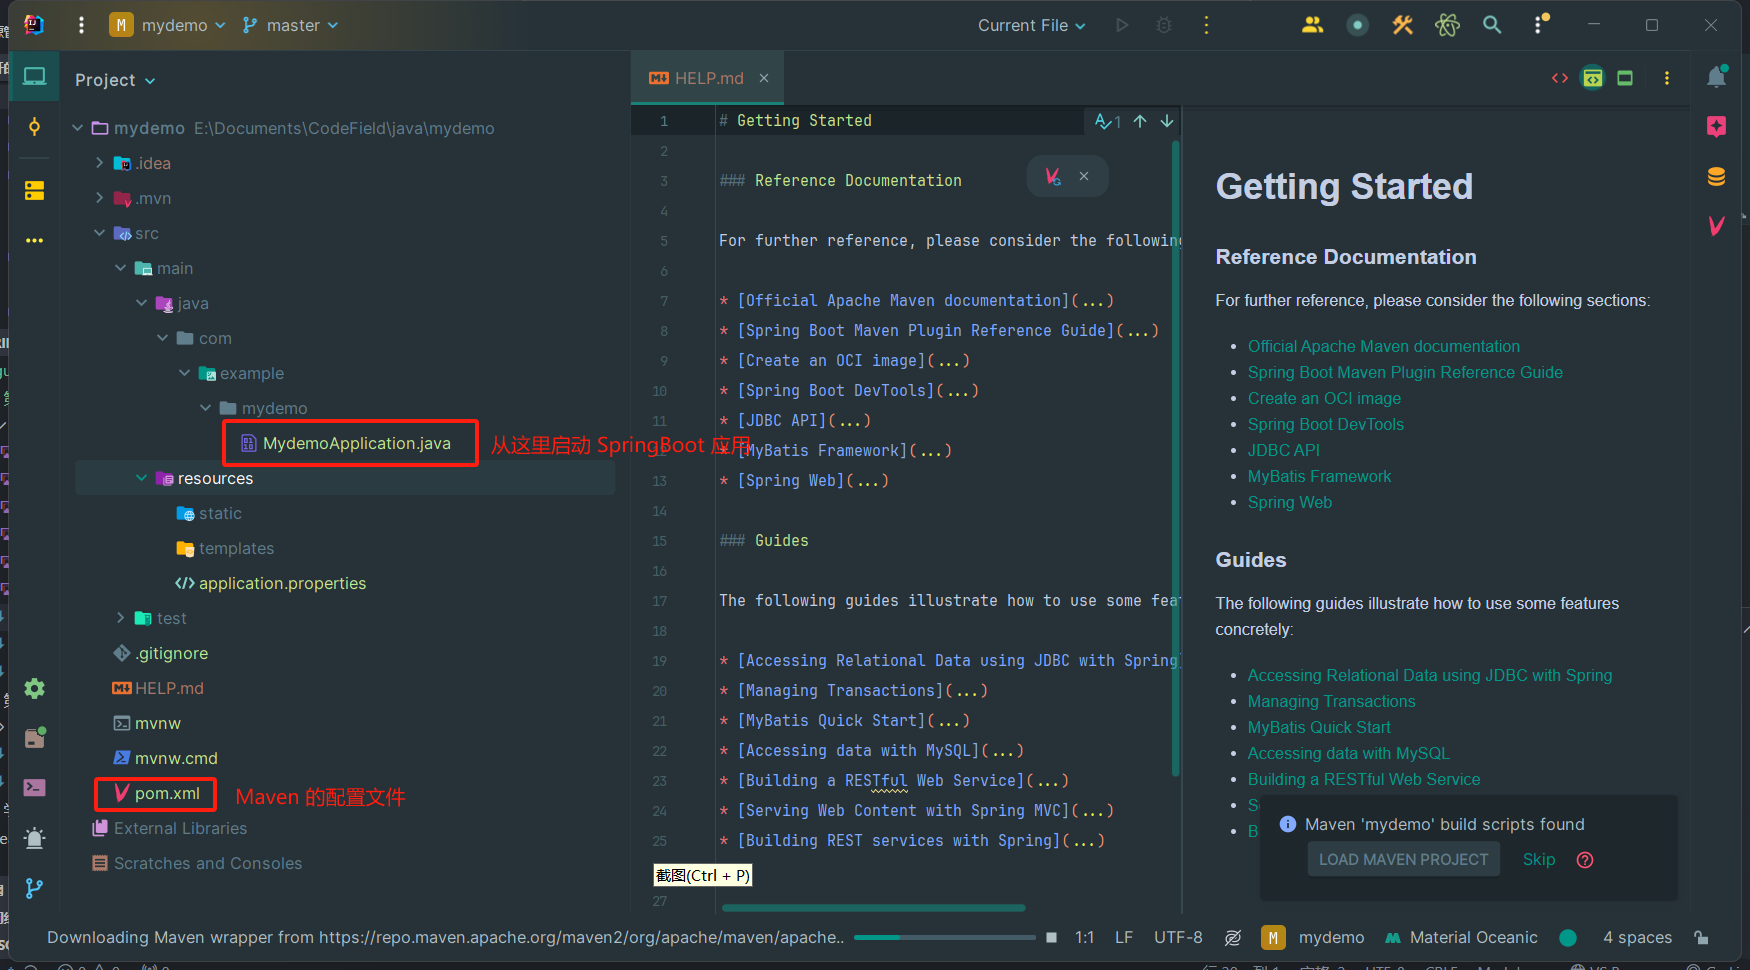 M mydemo master Current File
Project
mydemo E:\Documents\CodeField\java\mydemo
.idea
.mvn
src
main
java
com
example
mydemo
MydemoApplication.java
从这里启动 SpringBoot 应用
resources
static
templates
application.properties
test
.gitignore
HELP.md
mvnw
mvnw.cmd
pom.xml
Maven 的配置文件
External Libraries
Scratches and Consoles
HELP.md
1 # Getting Started
1
2
3 ### Reference Documentation
4
5 For further reference, please consider the following
6
7 * [Official Apache Maven documentation](...)
8 * [Spring Boot Maven Plugin Reference Guide](...)
9 * [Create an OCI image](...)
10 * [Spring Boot DevTools](...)
11 * [JDBC API](...)
* [MyBatis Framework](...)
13 * [Spring Web](...)
14
15 ### Guides
16
17 The following guides illustrate how to use some fea
18
19 * [Accessing Relational Data using JDBC with Spring]
20 * [Managing Transactions](...)
21 * [MyBatis Quick Start](...)
22 * [Accessing data with MySQL](...)
23 * [Building a RESTful Web Service](...)
24 * [Serving Web Content with Spring MVC](...)
25 * [Building REST services with Spring](...)
截图(Ctrl + P)
27
Getting Started
Reference Documentation
For further reference, please consider the following sections:
• Official Apache Maven documentation
• Spring Boot Maven Plugin Reference Guide
• Create an OCI image
• Spring Boot DevTools
• JDBC API
• MyBatis Framework
• Spring Web
Guides
The following guides illustrate how to use some features
concretely:
• Accessing Relational Data using JDBC with Spring
• Managing Transactions
• MyBatis Quick Start
• Accessing data with MySQL
• Building a RESTful Web Service
• S
• B
Maven 'mydemo' build scripts found
LOAD MAVEN PROJECT Skip
Downloading Maven wrapper from https://repo.maven.apache.org/maven2/org/apache/maven/apache.. 1:1 LF UTF-8 M mydemo Material Oceanic 4 spaces